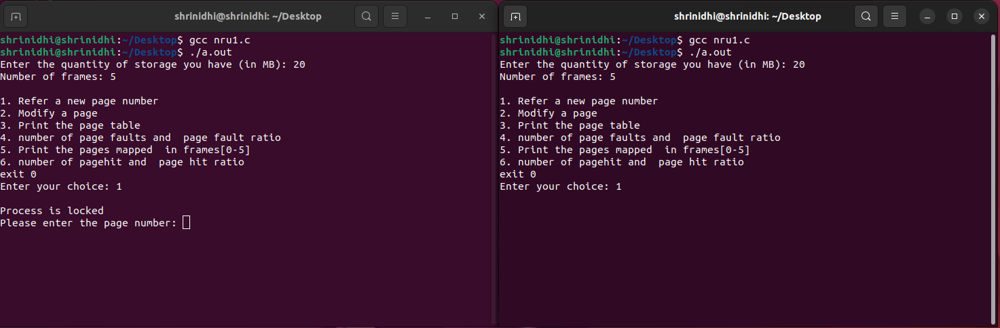 shrinidhi@shrinidhi: ~/Desktop
shrinidhi@shrinidhi:~/Desktop$ gcc nru1.c
shrinidhi@shrinidhi:~/Desktop$ ./a.out
Enter the quantity of storage you have (in MB): 20
Number of frames: 5
1. Refer a new page number
2. Modify a page
3. Print the page table
4. number of page faults and  page fault ratio
5. Print the pages mapped  in frames[0-5]
6. number of pagehit and  page hit ratio
exit 0
Enter your choice: 1
Process is locked
Please enter the page number:
shrinidhi@shrinidhi: ~/Desktop
shrinidhi@shrinidhi:~/Desktop$ gcc nru1.c
shrinidhi@shrinidhi:~/Desktop$ ./a.out
Enter the quantity of storage you have (in MB): 20
Number of frames: 5
1. Refer a new page number
2. Modify a page
3. Print the page table
4. number of page faults and  page fault ratio
5. Print the pages mapped  in frames[0-5]
6. number of pagehit and  page hit ratio
exit 0
Enter your choice: 1